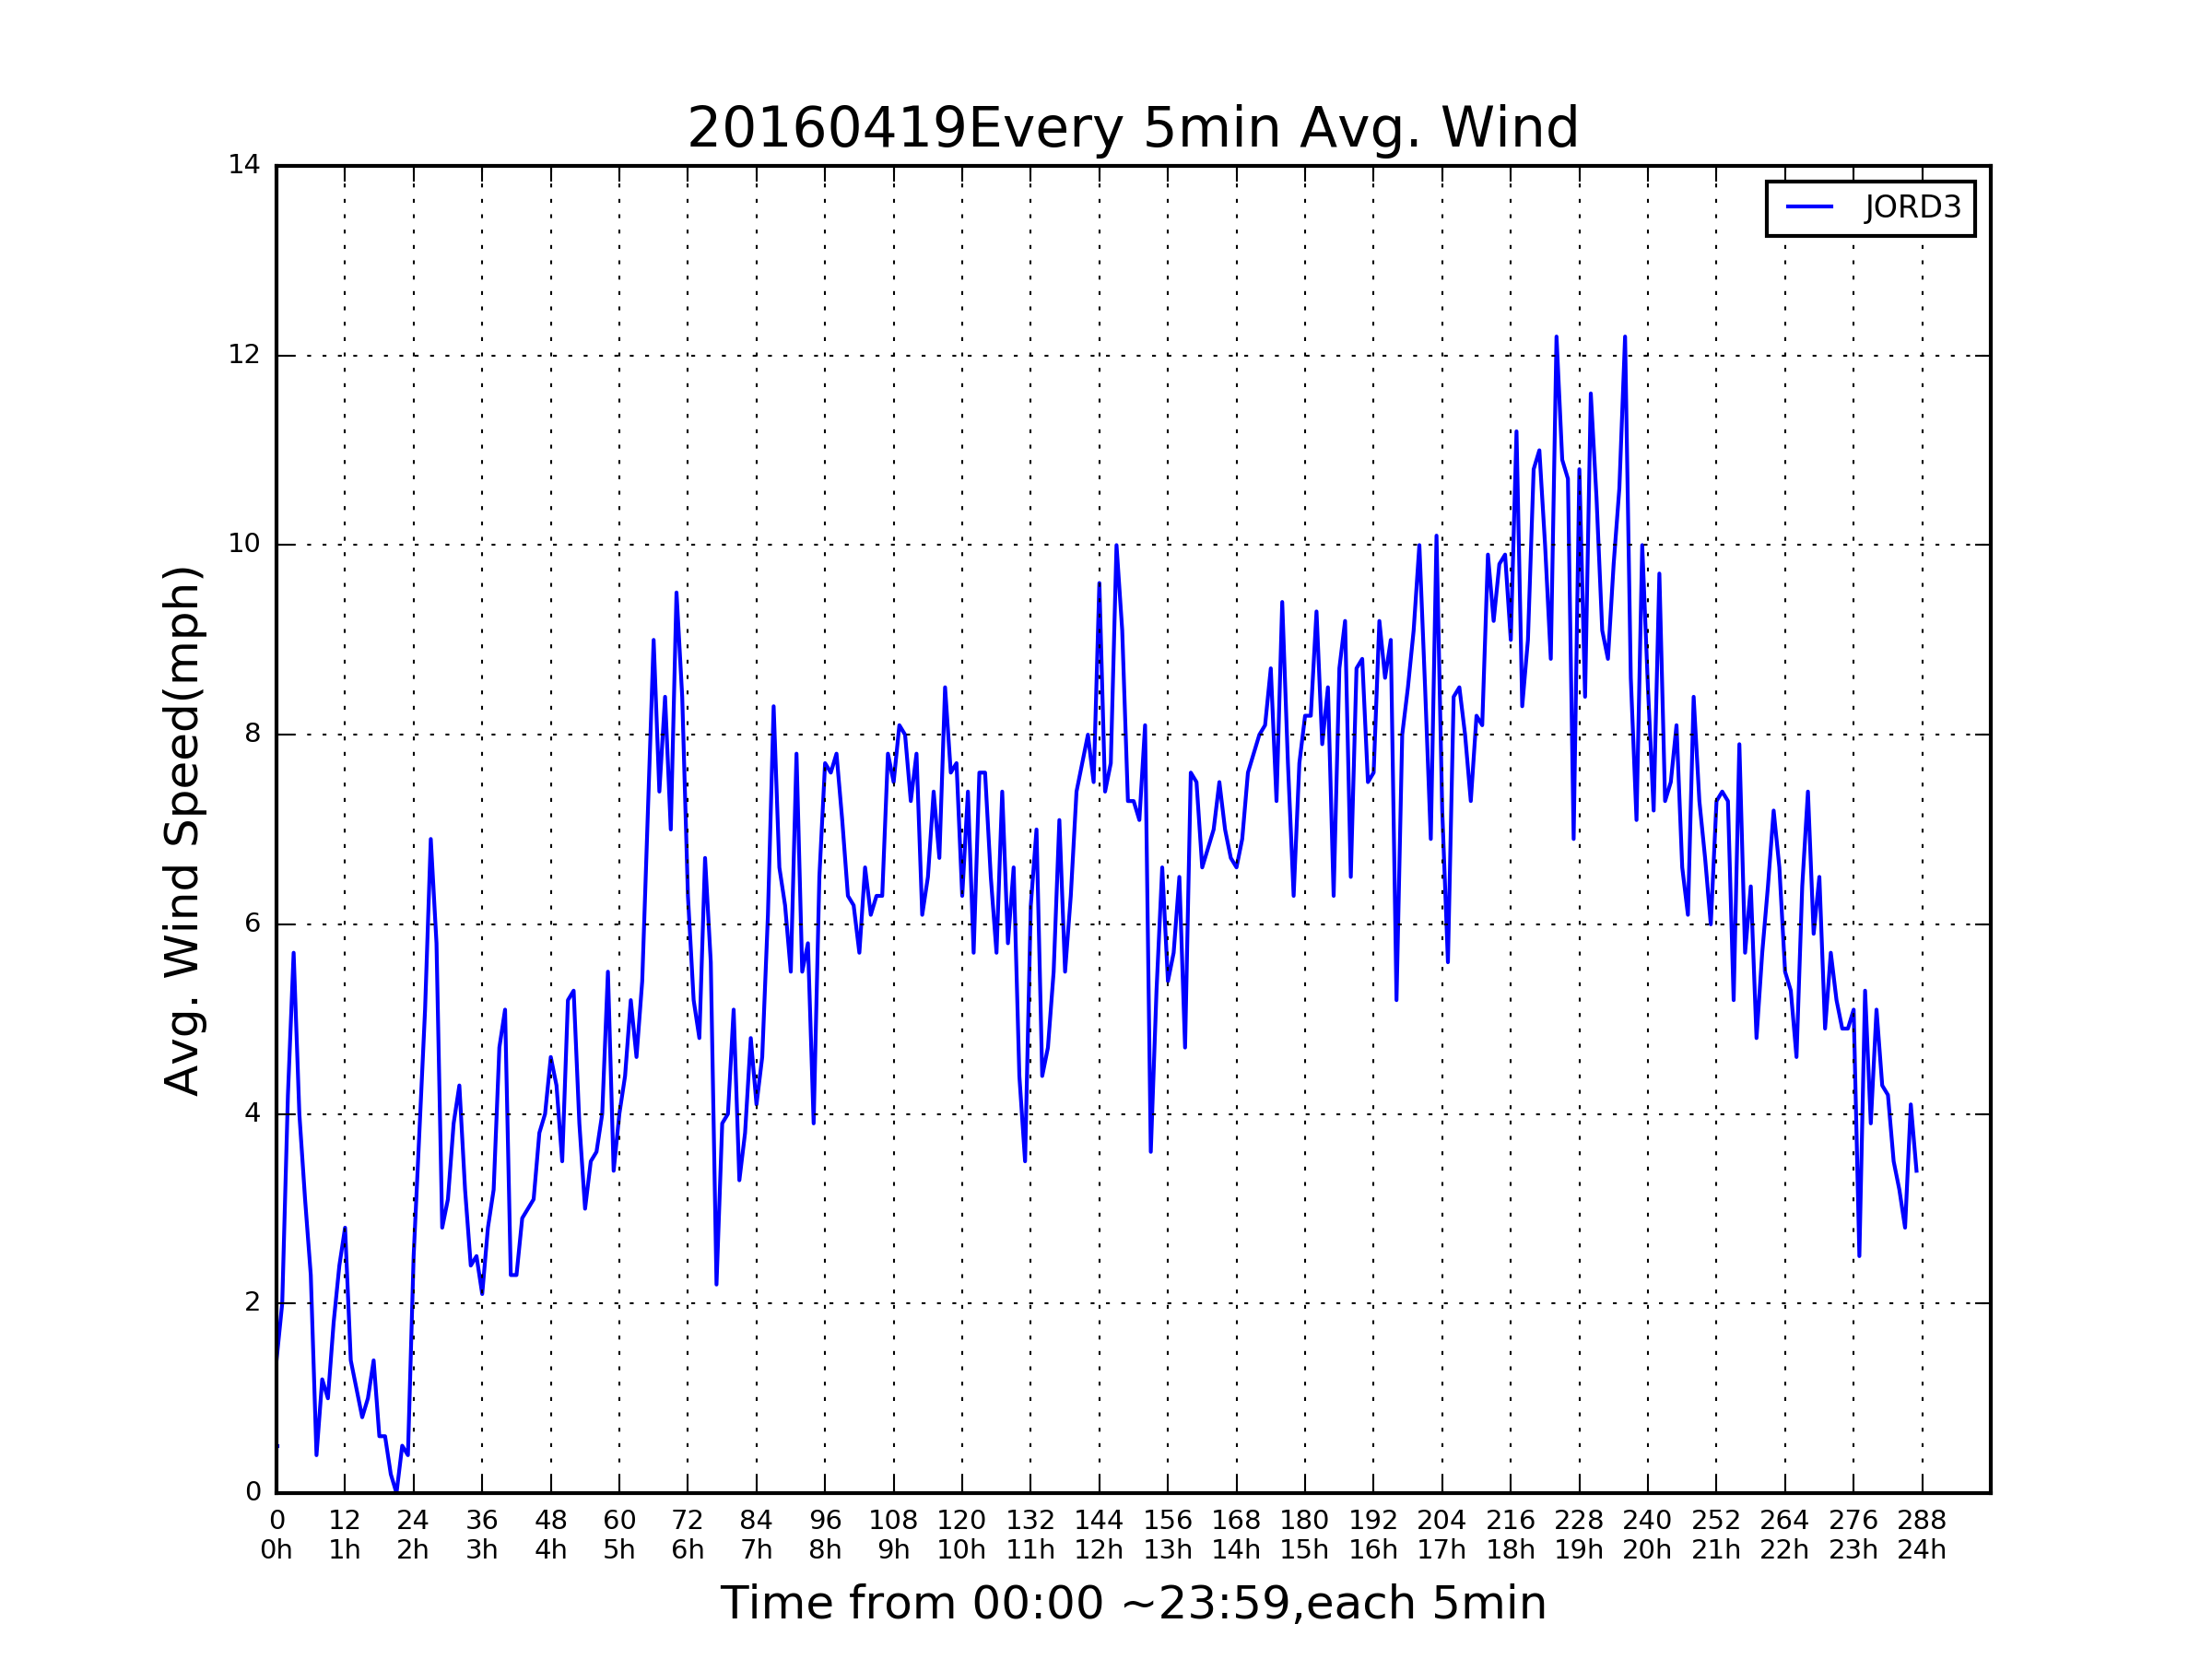 20160419Every 5min Avg. Wind
JORD3
Avg. Wind Speed(mph)
14
12
10
8
6
4
2
0
0 12 24 36 48 60 72 84 96 108 120 132 144 156 168 180 192 204 216 228 240 252 264 276 288
0h 1h 2h 3h 4h 5h 6h 7h 8h 9h 10h 11h 12h 13h 14h 15h 16h 17h 18h 19h 20h 21h 22h 23h 24h
Time from 00:00 ~23:59,each 5min